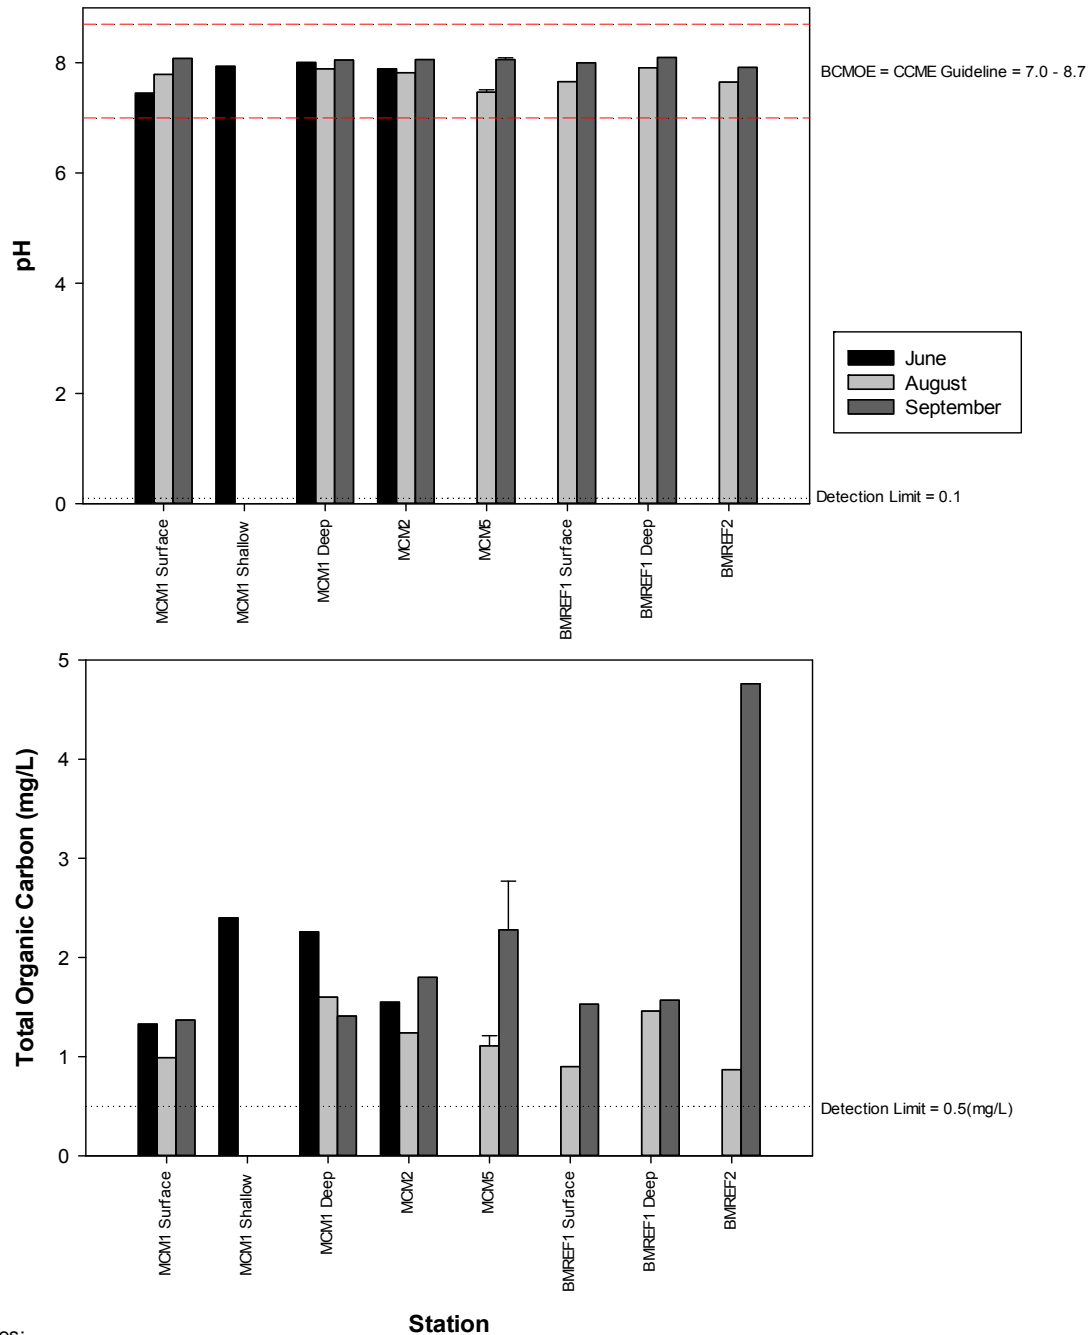 8
6
4
2
0
pH
BCMOE = CCME Guideline = 7.0 - 8.7
June
August
September
Detection Limit = 0.1
MCM1 Surface
MCM1 Shallow
MCM1 Deep
MCM2
MCM5
BMREF1 Surface
BMREF1 Deep
BMREF2
5
4
3
2
1
0
Total Organic Carbon (mg/L)
Detection Limit = 0.5(mg/L)
MCM1 Surface
MCM1 Shallow
MCM1 Deep
MCM2
MCM5
BMREF1 Surface
BMREF1 Deep
BMREF2
Station